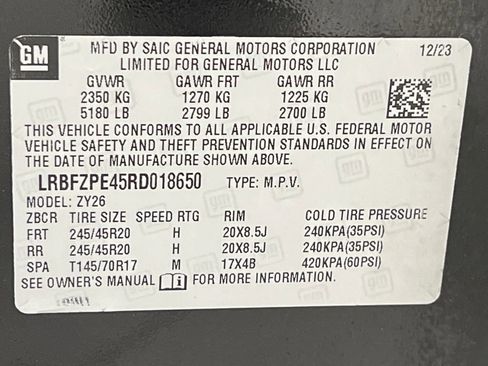 GM MFD BY SAIC GENERAL MOTORS CORPORATION 12/23
LIMITED FOR GENERAL MOTORS LLC
GVWR GAWR FRT GAWR RR
2350 KG 1270 KG 1225 KG
5180 LB 2799 LB 2700 LB
THIS VEHICLE CONFORMS TO ALL APPLICABLE U.S. FEDERAL MOTOR
VEHICLE SAFETY AND THEFT PREVENTION STANDARDS IN EFFECT ON
THE DATE OF MANUFACTURE SHOWN ABOVE.
LRBFZPE45RD018650 TYPE: M.P.V.
MODEL: ZY26
ZBCR TIRE SIZE SPEED RTG RIM COLD TIRE PRESSURE
FRT 245/45R20 H 20X8.5J 240KPA(35PSI)
RR 245/45R20 H 20X8.5J 240KPA(35PSI)
SPA T145/70R17 M 17X4B 420KPA(60PSI)
SEE OWNER'S MANUAL i FOR MORE INFORMATION.